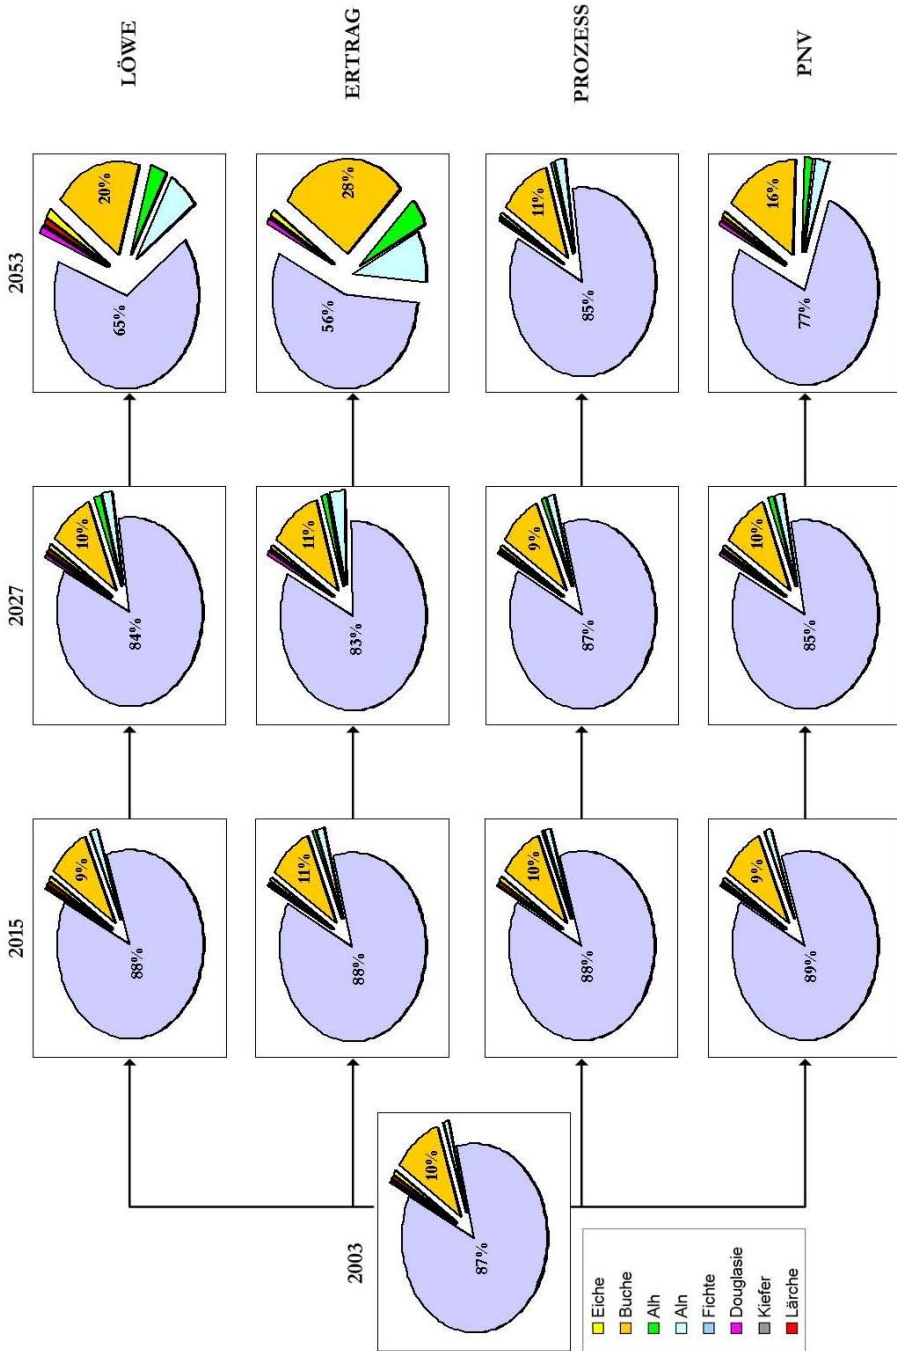 2003
2015
2027
2053
87%
10%
88%
9%
84%
10%
65%
20%
LÖWE
88%
11%
83%
11%
56%
28%
ERTRAG
88%
10%
87%
9%
85%
11%
PROZESS
89%
9%
85%
10%
77%
16%
PNV
Eiche
Buche
Alh
Aln
Fichte
Douglasie
Kiefer
Lärche